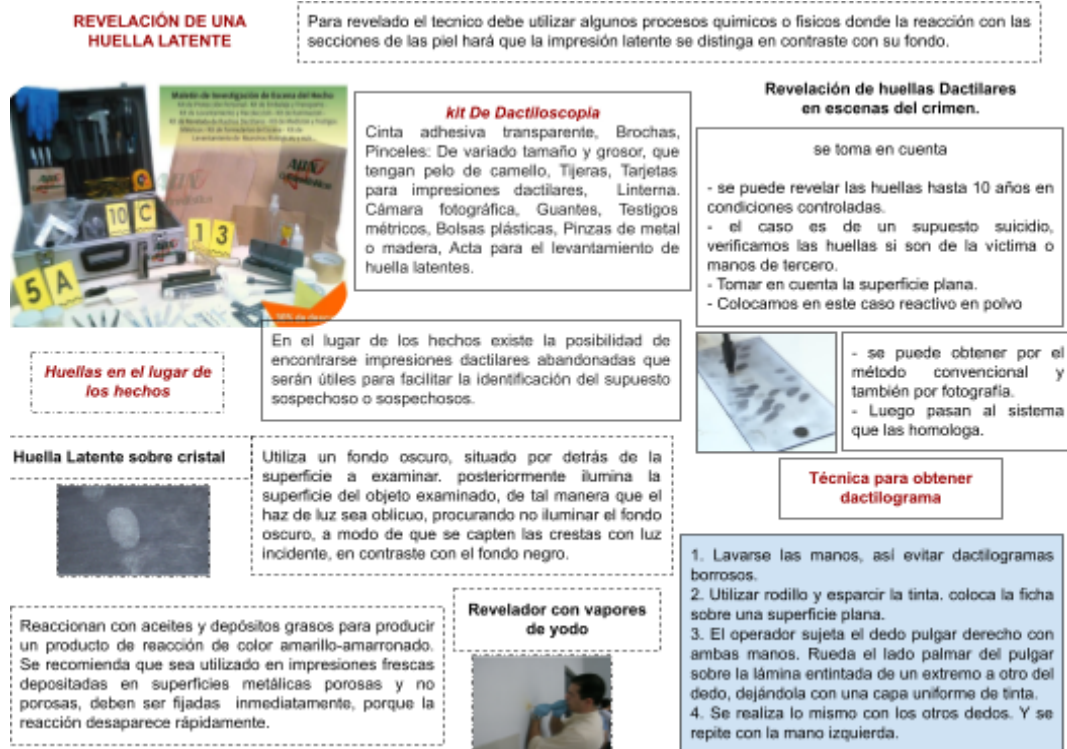 REVELACIÓN DE UNA
HUELLA LATENTE
Para revelado el tecnico debe utilizar algunos procesos quimicos o fisicos donde la reacción con las
secciones de las piel hará que la impresión latente se distinga en contraste con su fondo.
Maletin de Investigación de Escena del Hecho
10
C
1
3
5
A
kit De Dactiloscopia
Cinta adhesiva transparente, Brochas,
Pinceles: De variado tamaño y grosor, que
tengan pelo de camello, Tijeras, Tarjetas
para impresiones dactilares, Linterna.
Cámara fotográfica, Guantes, Testigos
métricos, Bolsas plásticas, Pinzas de metal
o madera, Acta para el levantamiento de
huella latentes.
Revelación de huellas Dactilares
en escenas del crimen.
se toma en cuenta
- se puede revelar las huellas hasta 10 años en
condiciones controladas.
- el caso es de un supuesto suicidio,
verificamos las huellas si son de la victima o
manos de tercero.
- Tomar en cuenta la superficie plana.
- Colocamos en este caso reactivo en polvo
- se puede obtener por el
método convencional y
también por fotografía.
- Luego pasan al sistema
que las homologa.
Huellas en el lugar de
los hechos
En el lugar de los hechos existe la posibilidad de
encontrarse impresiones dactilares abandonadas que
serán útiles para facilitar la identificación del supuesto
sospechoso o sospechosos.
Huella Latente sobre cristal
Utiliza un fondo oscuro, situado por detrás de la
superficie a examinar. posteriormente ilumina la
superficie del objeto examinado, de tal manera que el
haz de luz sea oblicuo, procurando no iluminar el fondo
oscuro, a modo de que se capten las crestas con luz
incidente, en contraste con el fondo negro.
Técnica para obtener
dactilograma
1. Lavarse las manos, así evitar dactilogramas
borrosos.
2. Utilizar rodillo y esparcir la tinta. coloca la ficha
sobre una superficie plana.
3. El operador sujeta el dedo pulgar derecho con
ambas manos. Rueda el lado palmar del pulgar
sobre la lámina entintada de un extremo a otro del
dedo, dejándola con una capa uniforme de tinta.
4. Se realiza lo mismo con los otros dedos. Y se
repite con la mano izquierda.
Revelador con vapores
de yodo
Reaccionan con aceites y depósitos grasos para producir
un producto de reacción de color amarillo-amarronado.
Se recomienda que sea utilizado en impresiones frescas
depositadas en superficies metálicas porosas y no
porosas, deben ser fijadas inmediatamente, porque la
reacción desaparece rápidamente.